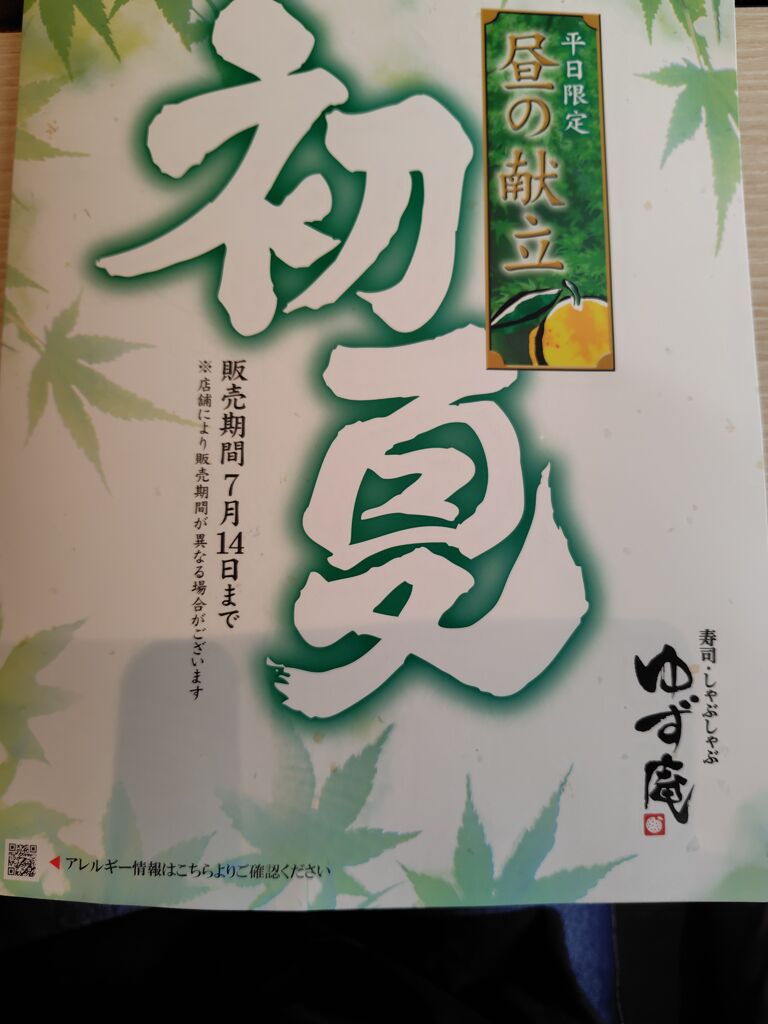 平日限定
昼の献立
初夏
販売期間 7月14日まで
※店舗により販売期間が異なる場合がございます
寿司・しゃぶしゃぶ
ゆず庵
アレルギー情報はこちらよりご確認ください